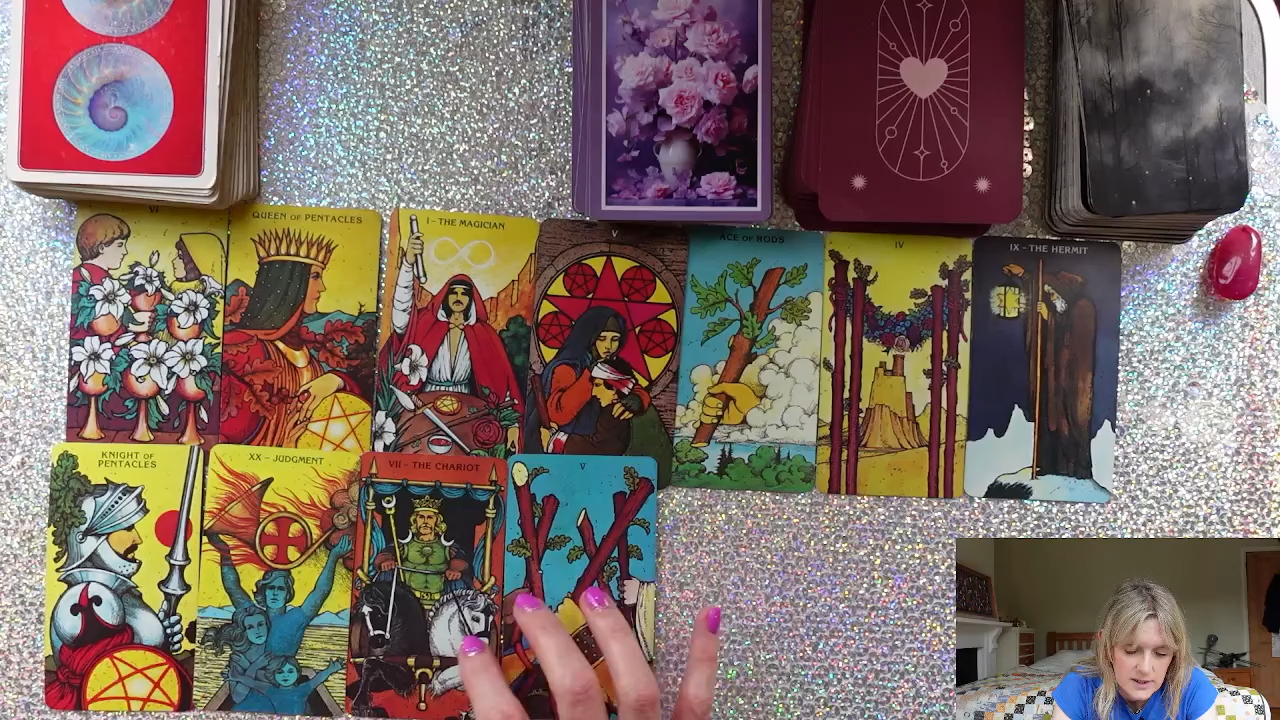 VI
QUEEN OF PENTACLES
I - THE MAGICIAN
V
ACE OF RODS
IV
IX - THE HERMIT
KNIGHT OF
PENTACLES
XX - JUDGMENT
VII - THE CHARIOT
V